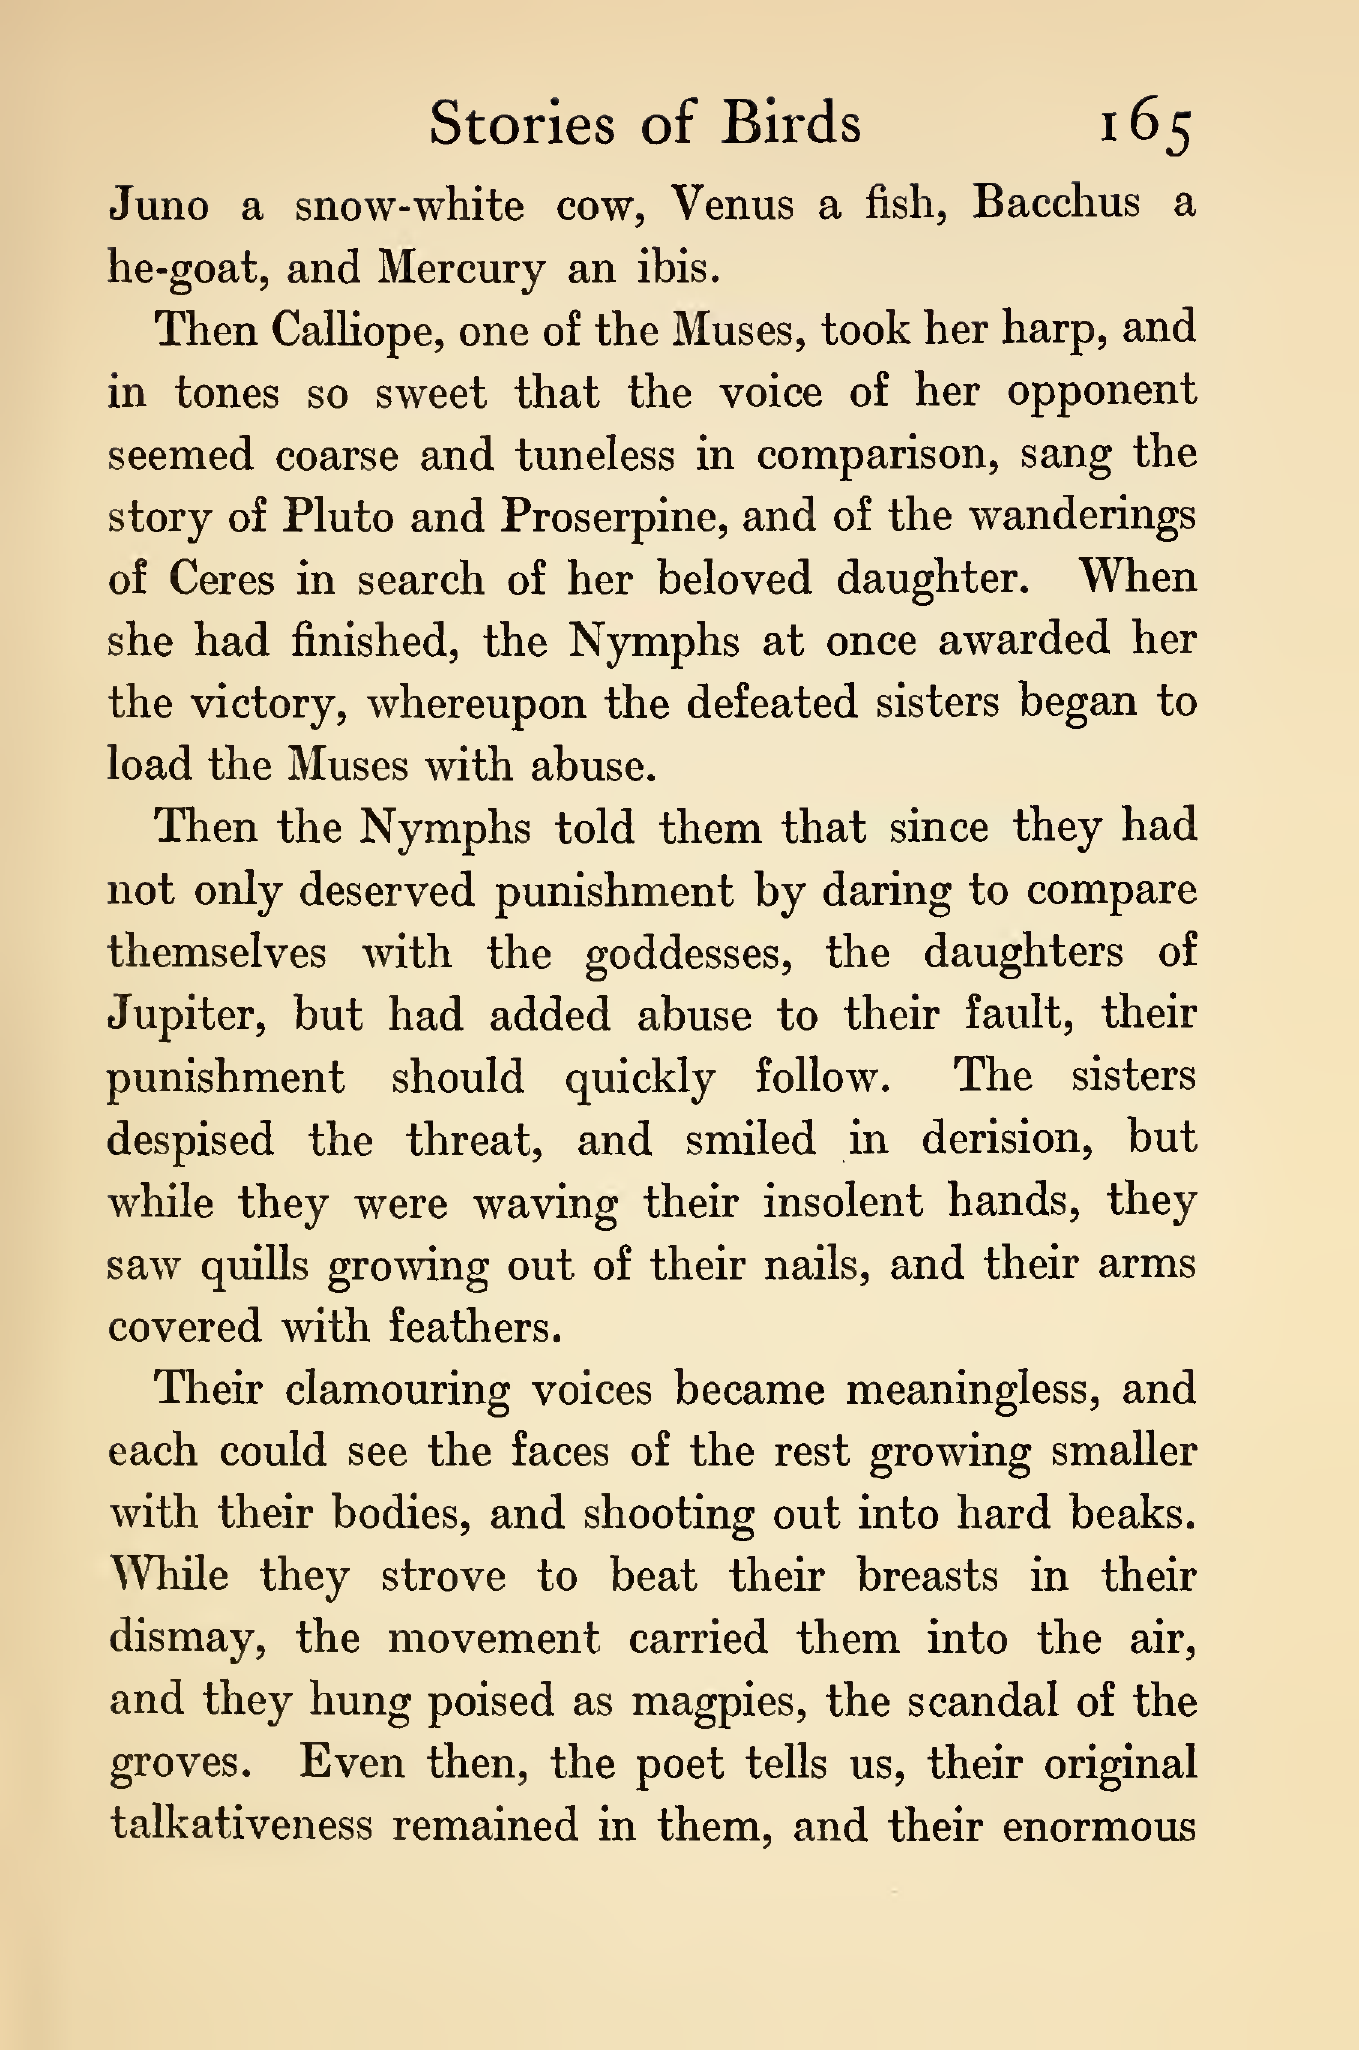 Stories of Birds 165
Juno a snow-white cow, Venus a fish, Bacchus a
he-goat, and Mercury an ibis.
Then Calliope, one of the Muses, took her harp, and
in tones so sweet that the voice of her opponent
seemed coarse and tuneless in comparison, sang the
story of Pluto and Proserpine, and of the wanderings
of Ceres in search of her beloved daughter. When
she had finished, the Nymphs at once awarded her
the victory, whereupon the defeated sisters began to
load the Muses with abuse.
Then the Nymphs told them that since they had
not only deserved punishment by daring to compare
themselves with the goddesses, the daughters of
Jupiter, but had added abuse to their fault, their
punishment should quickly follow. The sisters
despised the threat, and smiled in derision, but
while they were waving their insolent hands, they
saw quills growing out of their nails, and their arms
covered with feathers.
Their clamouring voices became meaningless, and
each could see the faces of the rest growing smaller
with their bodies, and shooting out into hard beaks.
While they strove to beat their breasts in their
dismay, the movement carried them into the air,
and they hung poised as magpies, the scandal of the
groves. Even then, the poet tells us, their original
talkativeness remained in them, and their enormous